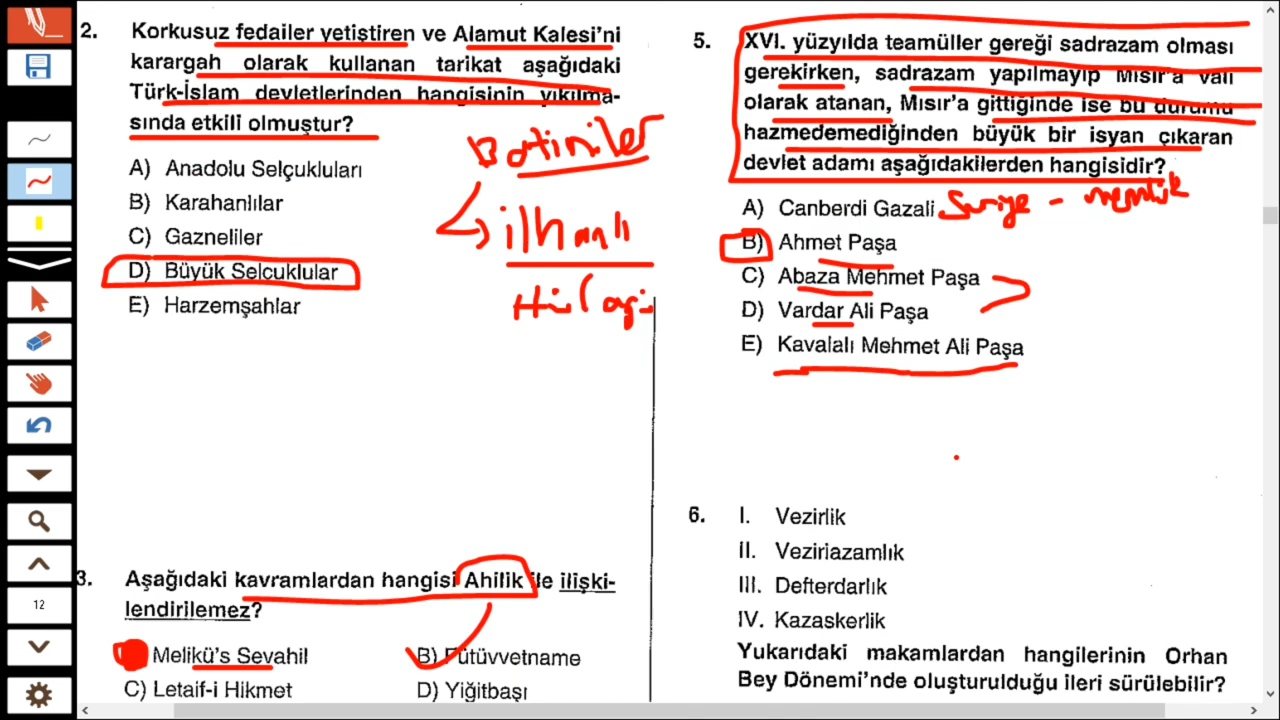 2. Korkusuz fedailer yetiştiren ve Alamut Kalesi'ni
karargah olarak kullanan tarikat aşağıdaki
Türk-İslam devletlerinden hangisinin yıkılma-
sında etkili olmuştur?
A) Anadolu Selçukluları
B) Karahanlılar
C) Gazneliler
D) Büyük Selçuklular
E) Harzemşahlar
Batiniler
ilhanlı
3. Aşağıdaki kavramlardan hangisi Ahilik ile ilişki-
lendirilemez?
Melikü's Sevahil
B) Fütüvvetname
C) Letaif-i Hikmet
D) Yiğitbaşı
5. XVI. yüzyılda teamüller gereği sadrazam olması
gerekirken, sadrazam yapılmayıp Mısır'a vali
olarak atanan, Mısır'a gittiğinde ise bu durumu
hazmedemediğinden büyük bir isyan çıkaran
devlet adamı aşağıdakilerden hangisidir?
A) Canberdi Gazali Suriye - memlük
B) Ahmet Paşa
C) Abaza Mehmet Paşa
D) Vardar Ali Paşa
E) Kavalalı Mehmet Ali Paşa
6. I. Vezirlik
II. Veziriazamlık
III. Defterdarlık
IV. Kazaskerlik
Yukarıdaki makamlardan hangilerinin Orhan
Bey Dönemi'nde oluşturulduğu ileri sürülebilir?
12